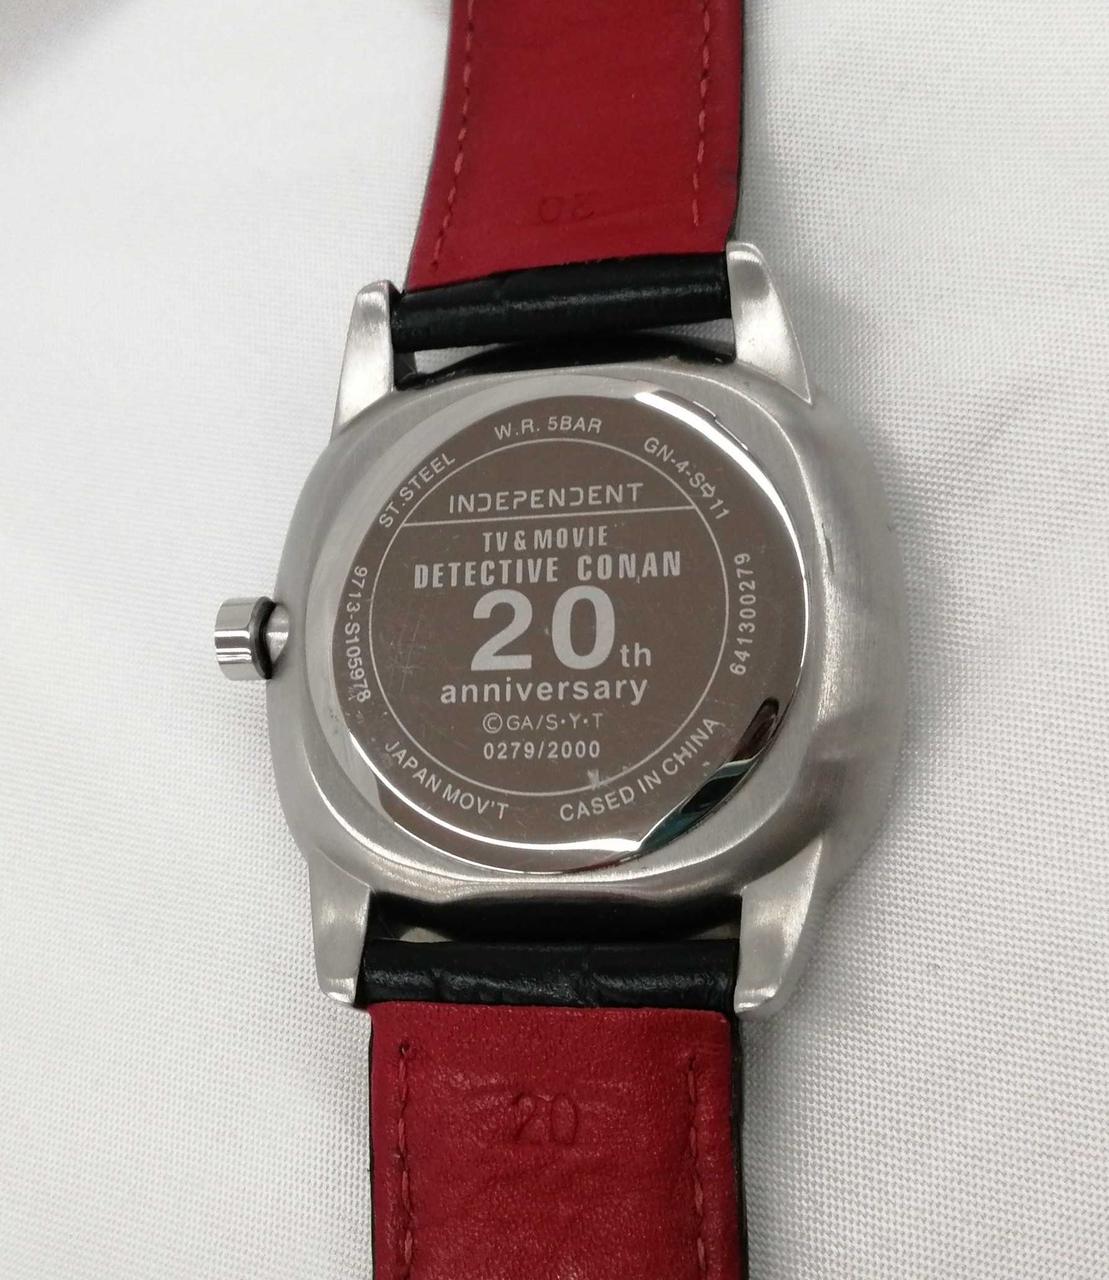 20
W.R. 5BAR
ST.STEEL
GN-4-S⇨11
INDEPENDENT
TV & MOVIE
DETECTIVE CONAN
20th
anniversary
©GA/S·Y·T
0279/2000
9713-S105978
641300279
JAPAN MOV'T
CASED IN CHINA
20